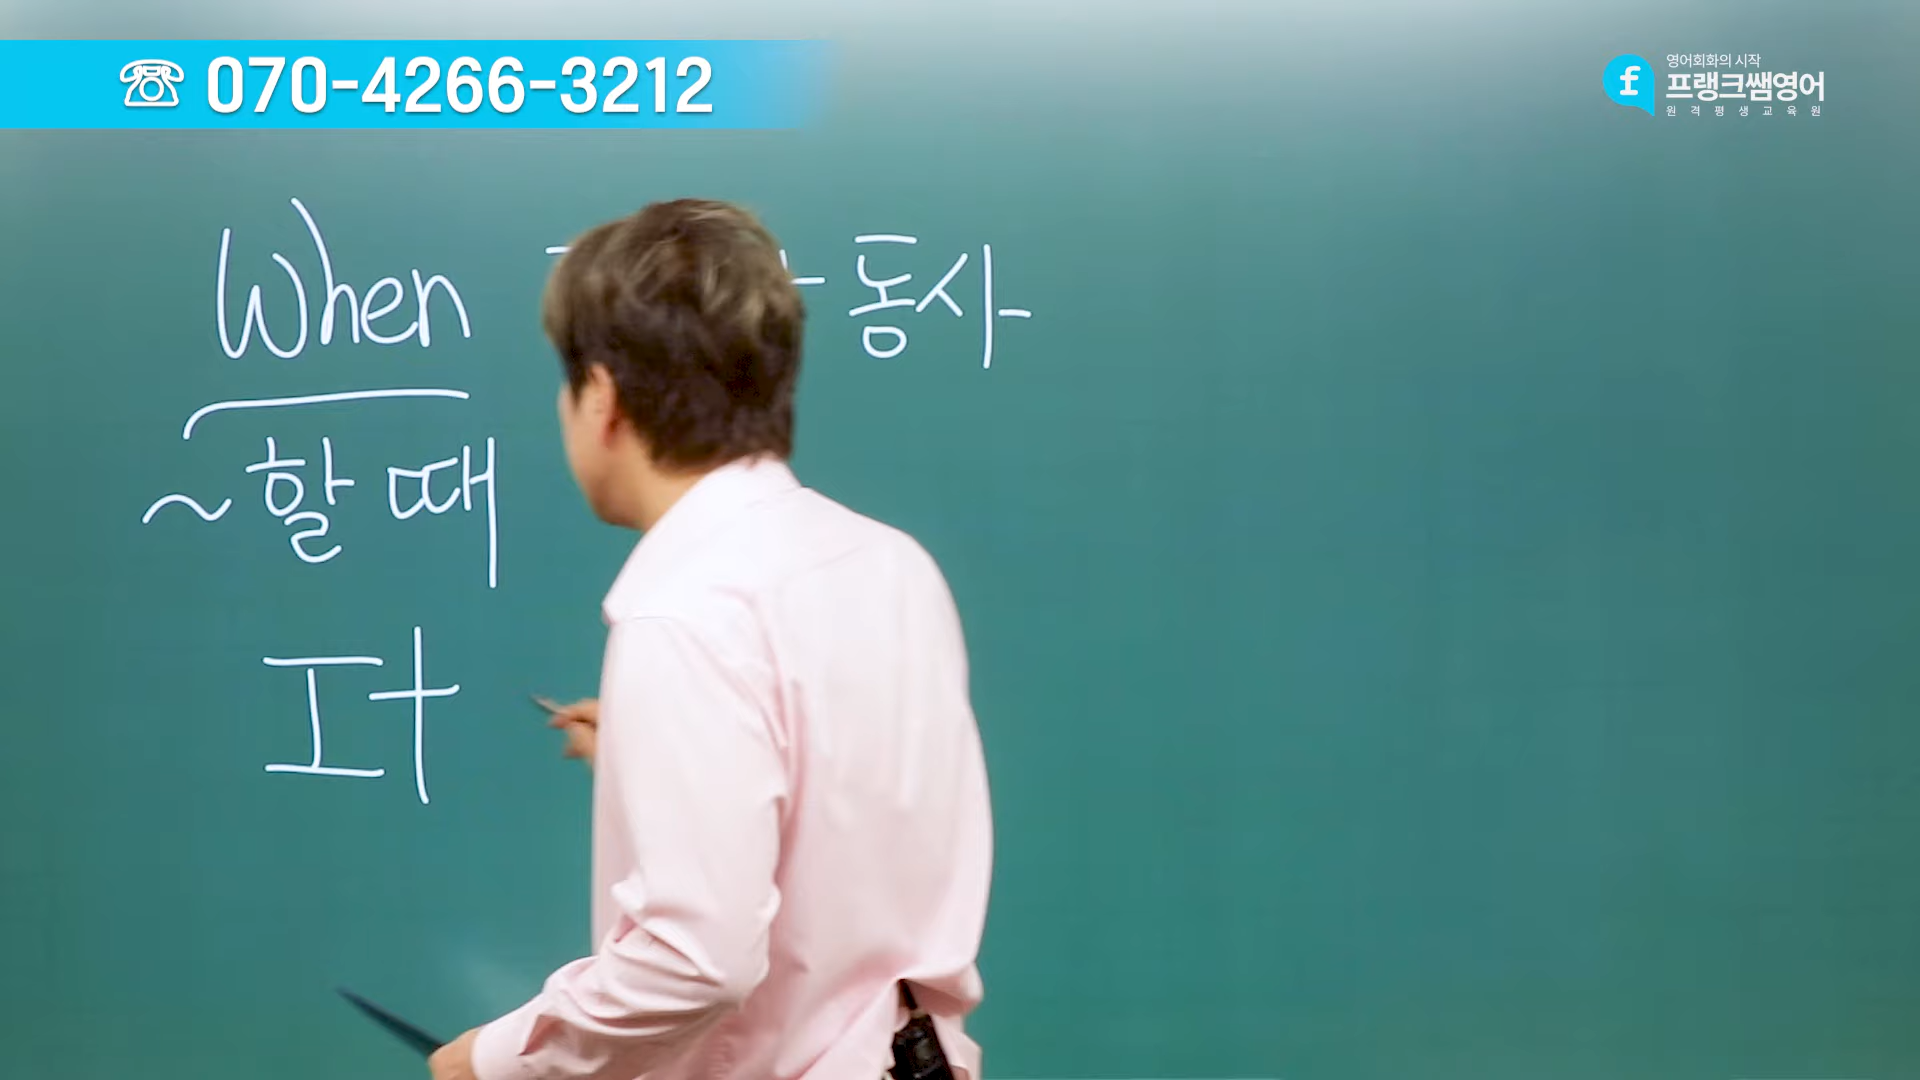 070-4266-3212
영어회화의 시작
프랭크쌤영어
원격평생교육원
When 동사
~할 때
It